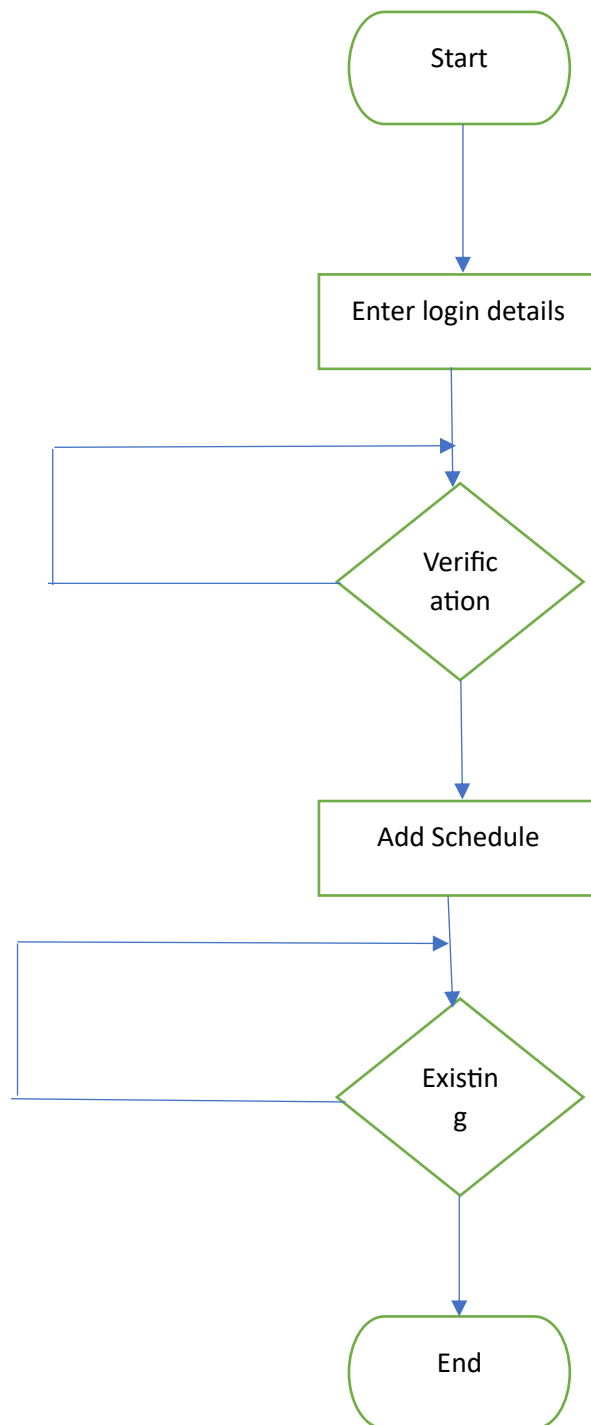 Start
Enter login details
Verific
ation
Add Schedule
Existin
g
End